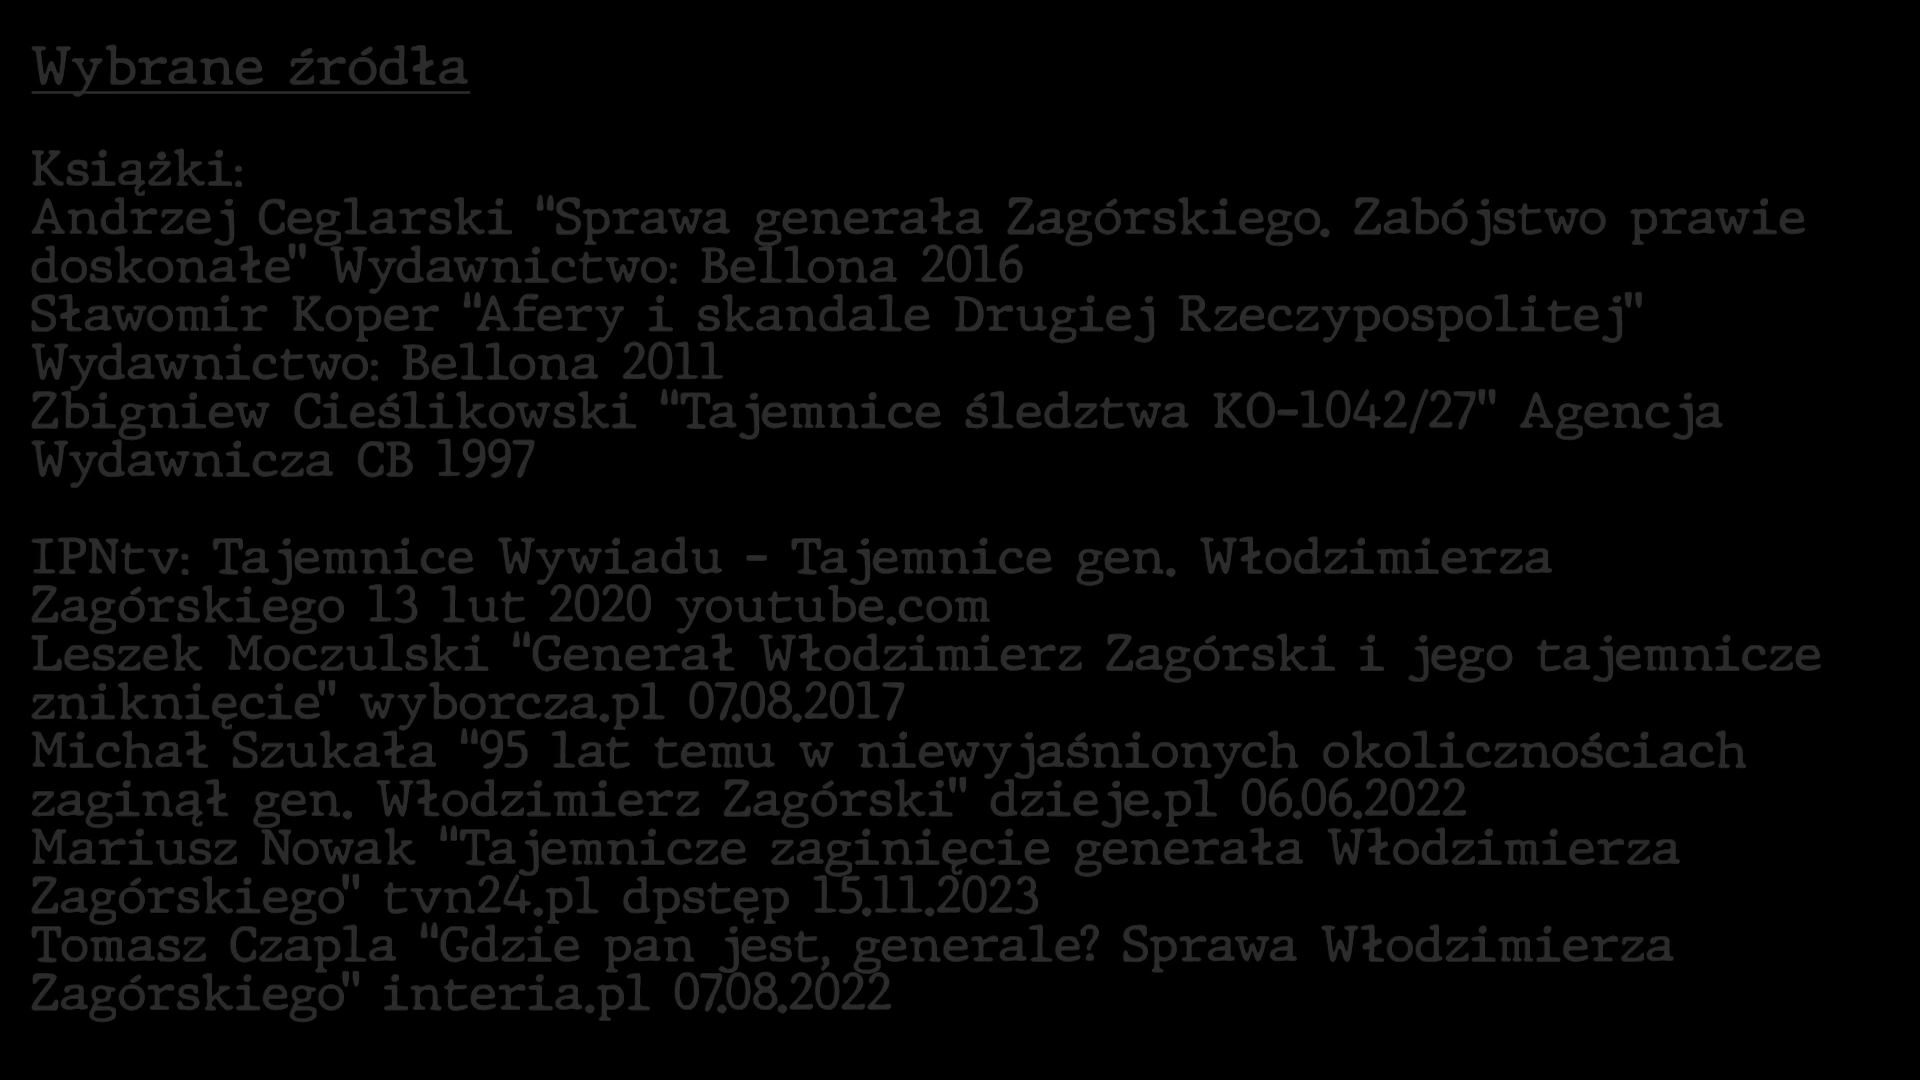 Wybrane źródła
Książki:
Andrzej Ceglarski "Sprawa generała Zagórskiego. Zabójstwo prawie
doskonałe" Wydawnictwo: Bellona 2016
Sławomir Koper "Afery i skandale Drugiej Rzeczypospolitej"
Wydawnictwo: Bellona 2011
Zbigniew Cieślikowski "Tajemnice śledztwa KO-1042/27" Agencja
Wydawnicza CB 1997
IPNtv: Tajemnice Wywiadu - Tajemnice gen. Włodzimierza
Zagórskiego 13 lut 2020 youtube.com
Leszek Moczulski "Generał Włodzimierz Zagórski i jego tajemnicze
zniknięcie" wyborcza.pl 07.08.2017
Michał Szukała "95 lat temu w niewyjaśnionych okolicznościach
zaginął gen. Włodzimierz Zagórski" dzieje.pl 06.06.2022
Mariusz Nowak "Tajemnicze zaginięcie generała Włodzimierza
Zagórskiego" tvn24.pl dpstęp 15.11.2023
Tomasz Czapla "Gdzie pan jest, generale? Sprawa Włodzimierza
Zagórskiego" interia.pl 07.08.2022